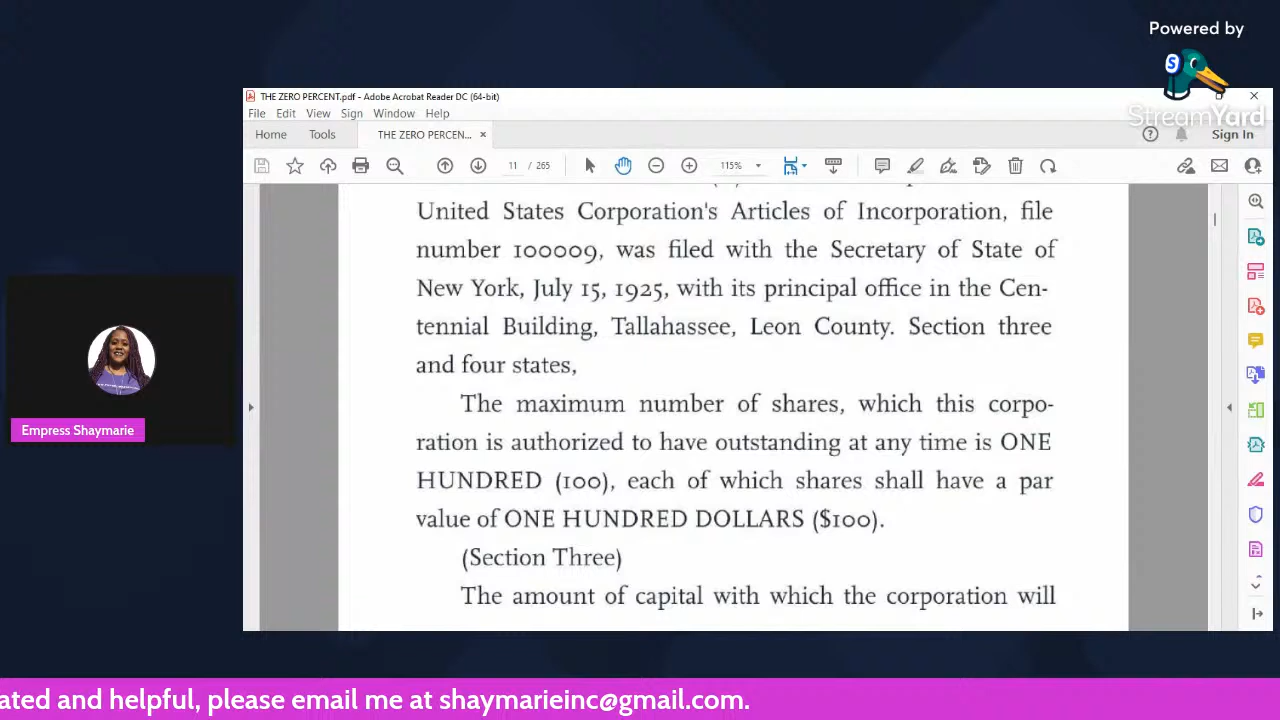 Powered by
StreamYard
THE ZERO PERCENT.pdf - Adobe Acrobat Reader DC (64-bit)
File Edit View Sign Window Help
Home Tools THE ZERO PERCEN... × Sign In
11 / 265 115%
United States Corporation's Articles of Incorporation, file
number 100009, was filed with the Secretary of State of
New York, July 15, 1925, with its principal office in the Cen-
tennial Building, Tallahassee, Leon County. Section three
and four states,
The maximum number of shares, which this corpo-
ration is authorized to have outstanding at any time is ONE
HUNDRED (100), each of which shares shall have a par
value of ONE HUNDRED DOLLARS ($100).
(Section Three)
The amount of capital with which the corporation will
Empress Shaymarie
ated and helpful, please email me at shaymarieinc@gmail.com.